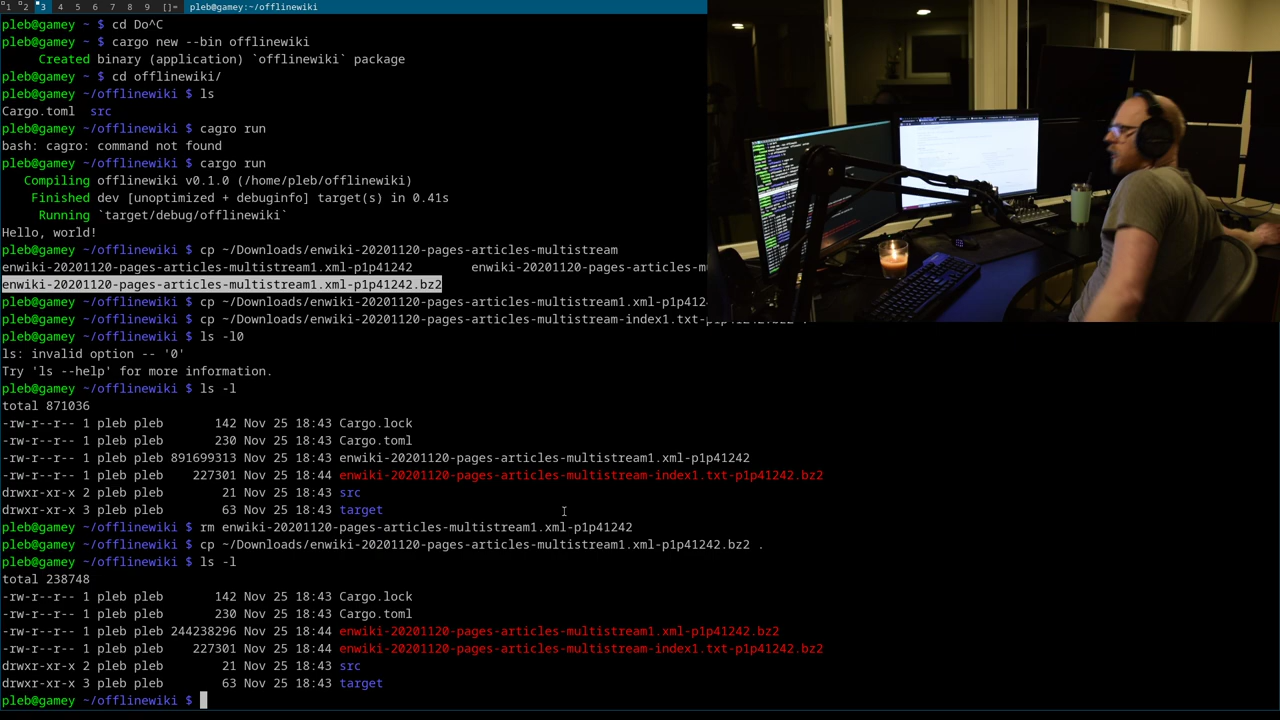 1 2 3 4 5 6 7 8 9 []= pleb@gamey:~/offlinewiki
pleb@gamey ~ $ cd Do^C
pleb@gamey ~ $ cargo new --bin offlinewiki
Created binary (application) `offlinewiki` package
pleb@gamey ~ $ cd offlinewiki/
pleb@gamey ~/offlinewiki $ ls
Cargo.toml src
pleb@gamey ~/offlinewiki $ cagro run
bash: cagro: command not found
pleb@gamey ~/offlinewiki $ cargo run
Compiling offlinewiki v0.1.0 (/home/pleb/offlinewiki)
Finished dev [unoptimized + debuginfo] target(s) in 0.41s
Running `target/debug/offlinewiki`
Hello, world!
pleb@gamey ~/offlinewiki $ cp ~/Downloads/enwiki-20201120-pages-articles-multistream
enwiki-20201120-pages-articles-multistream1.xml-p1p41242 enwiki-20201120-pages-articles-m
enwiki-20201120-pages-articles-multistream1.xml-p1p41242.bz2
pleb@gamey ~/offlinewiki $ cp ~/Downloads/enwiki-20201120-pages-articles-multistream1.xml-p1p412
pleb@gamey ~/offlinewiki $ cp ~/Downloads/enwiki-20201120-pages-articles-multistream-index1.txt-
pleb@gamey ~/offlinewiki $ ls -l0
ls: invalid option -- '0'
Try 'ls --help' for more information.
pleb@gamey ~/offlinewiki $ ls -l
total 871036
-rw-r--r-- 1 pleb pleb 142 Nov 25 18:43 Cargo.lock
-rw-r--r-- 1 pleb pleb 230 Nov 25 18:43 Cargo.toml
-rw-r--r-- 1 pleb pleb 891699313 Nov 25 18:43 enwiki-20201120-pages-articles-multistream1.xml-p1p41242
-rw-r--r-- 1 pleb pleb 227301 Nov 25 18:44 enwiki-20201120-pages-articles-multistream-index1.txt-p1p41242.bz2
drwxr-xr-x 2 pleb pleb 21 Nov 25 18:43 src
drwxr-xr-x 3 pleb pleb 63 Nov 25 18:43 target
pleb@gamey ~/offlinewiki $ rm enwiki-20201120-pages-articles-multistream1.xml-p1p41242
pleb@gamey ~/offlinewiki $ cp ~/Downloads/enwiki-20201120-pages-articles-multistream1.xml-p1p41242.bz2 .
pleb@gamey ~/offlinewiki $ ls -l
total 238748
-rw-r--r-- 1 pleb pleb 142 Nov 25 18:43 Cargo.lock
-rw-r--r-- 1 pleb pleb 230 Nov 25 18:43 Cargo.toml
-rw-r--r-- 1 pleb pleb 244238296 Nov 25 18:44 enwiki-20201120-pages-articles-multistream1.xml-p1p41242.bz2
-rw-r--r-- 1 pleb pleb 227301 Nov 25 18:44 enwiki-20201120-pages-articles-multistream-index1.txt-p1p41242.bz2
drwxr-xr-x 2 pleb pleb 21 Nov 25 18:43 src
drwxr-xr-x 3 pleb pleb 63 Nov 25 18:43 target
pleb@gamey ~/offlinewiki $